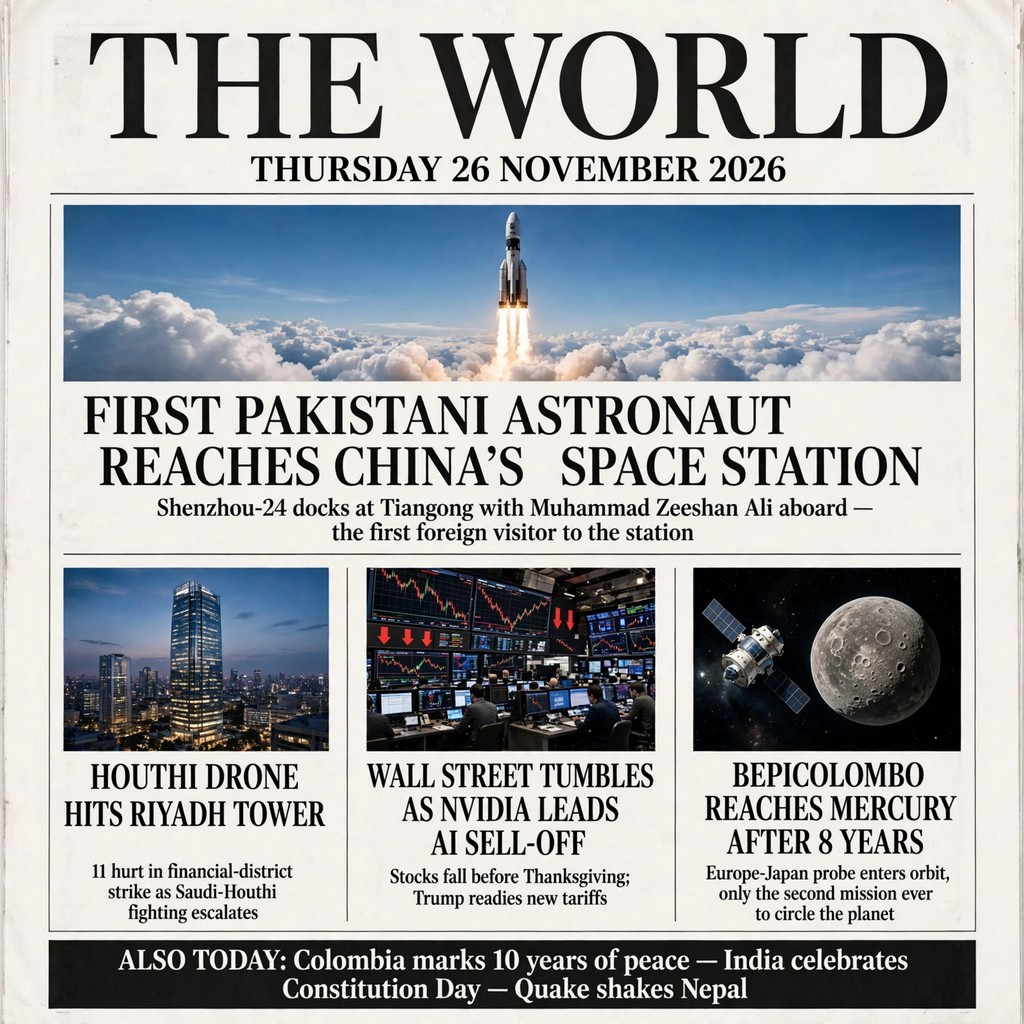 THE WORLD
THURSDAY 26 NOVEMBER 2026
FIRST PAKISTANI ASTRONAUT
REACHES CHINA'S SPACE STATION
Shenzhou-24 docks at Tiangong with Muhammad Zeeshan Ali aboard —
the first foreign visitor to the station
HOUTHI DRONE
HITS RIYADH TOWER
11 hurt in financial-district
strike as Saudi-Houthi
fighting escalates
WALL STREET TUMBLES
AS NVIDIA LEADS
AI SELL-OFF
Stocks fall before Thanksgiving;
Trump readies new tariffs
BEPICOLOMBO
REACHES MERCURY
AFTER 8 YEARS
Europe-Japan probe enters orbit,
only the second mission ever
to circle the planet
ALSO TODAY: Colombia marks 10 years of peace — India celebrates
Constitution Day — Quake shakes Nepal